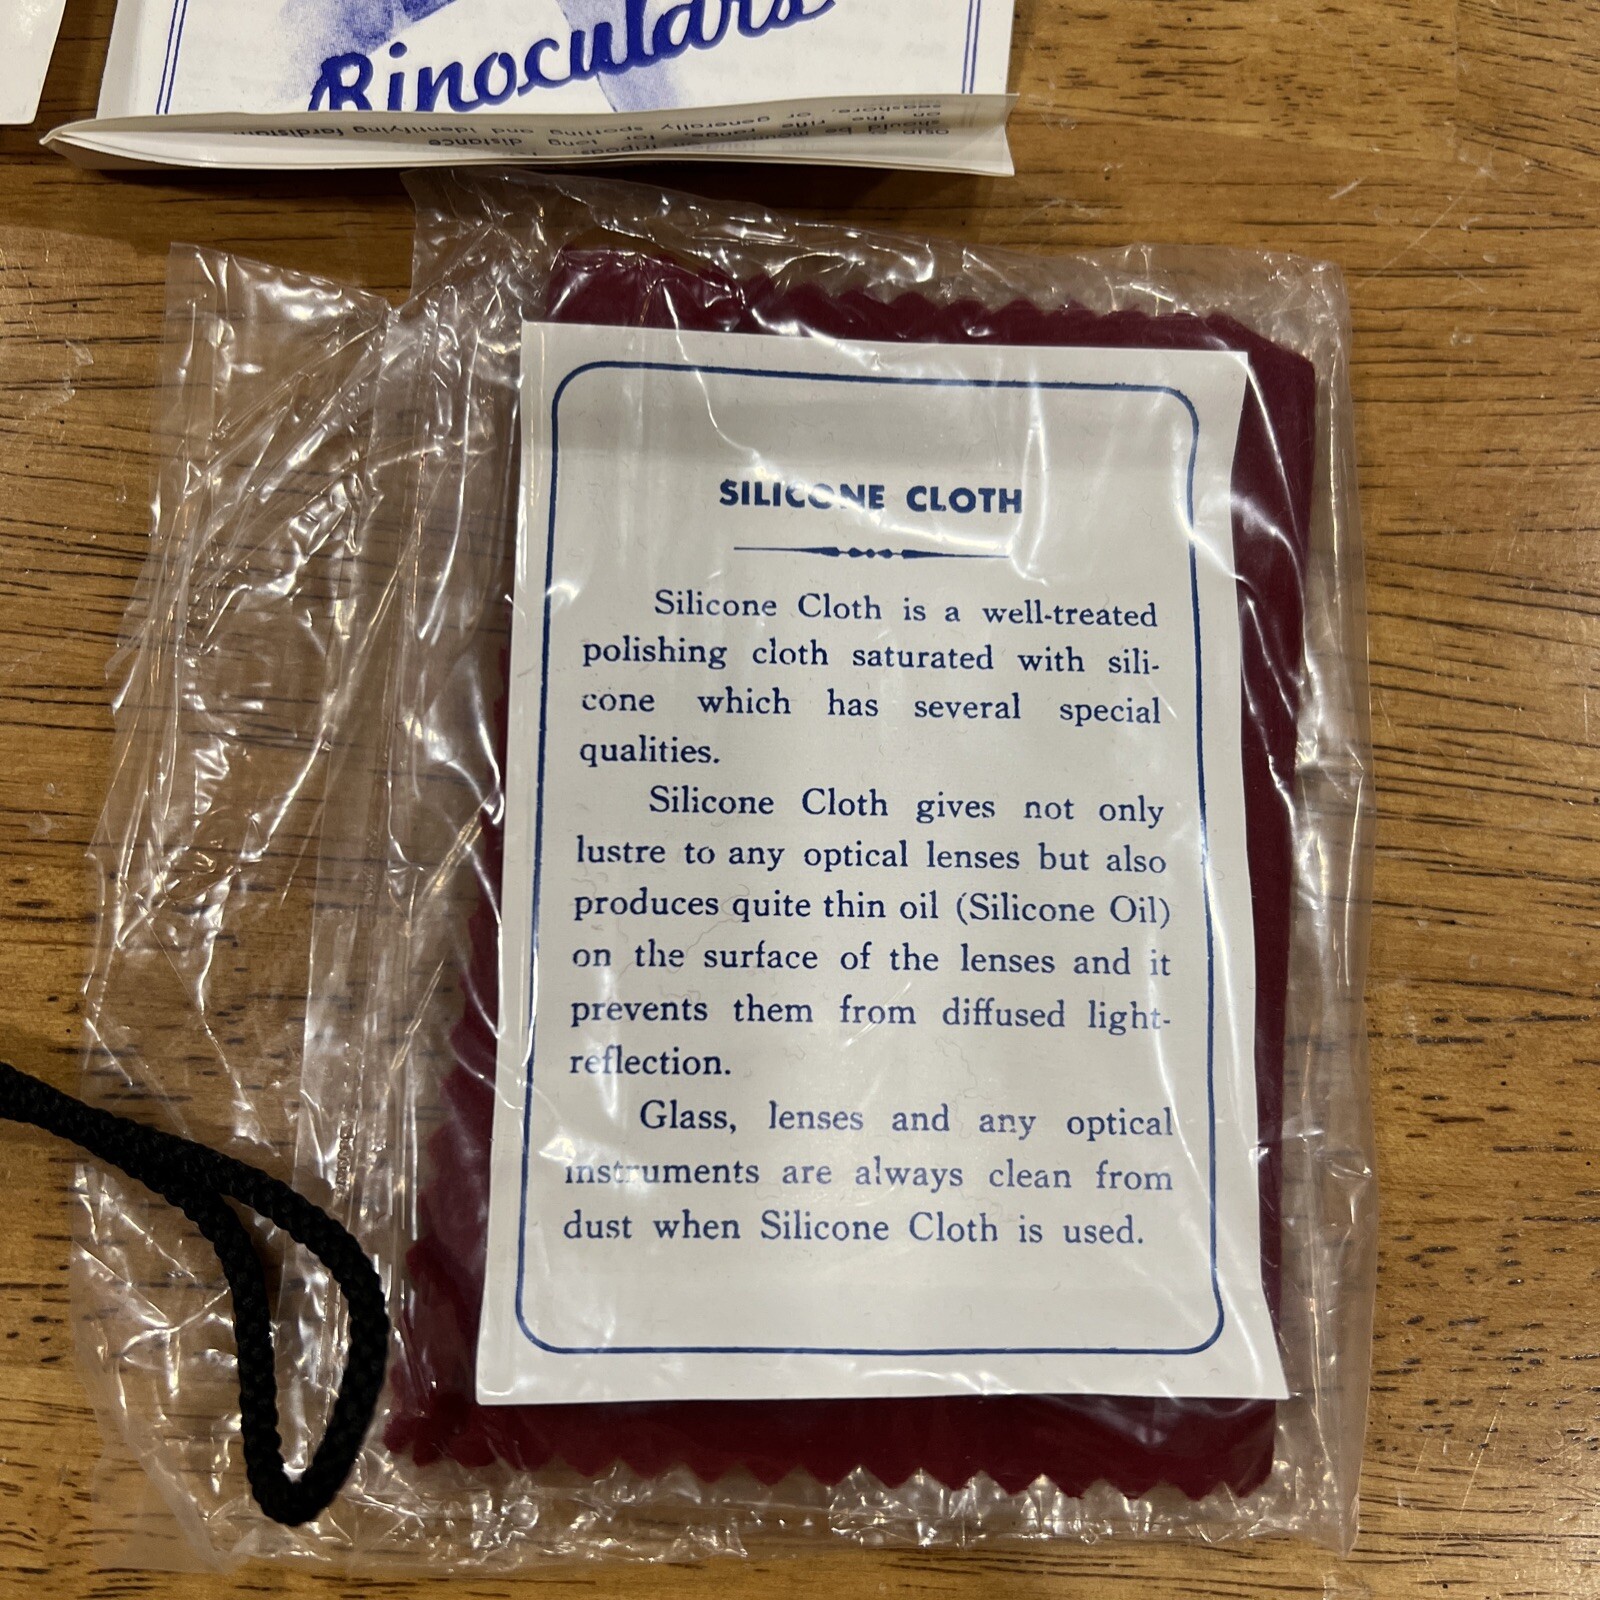 Binoculars
SILICONE CLOTH
Silicone Cloth is a well-treated
polishing cloth saturated with sili-
cone which has several special
qualities.
Silicone Cloth gives not only
lustre to any optical lenses but also
produces quite thin oil (Silicone Oil)
on the surface of the lenses and it
prevents them from diffused light-
reflection.
Glass, lenses and any optical
instruments are always clean from
dust when Silicone Cloth is used.